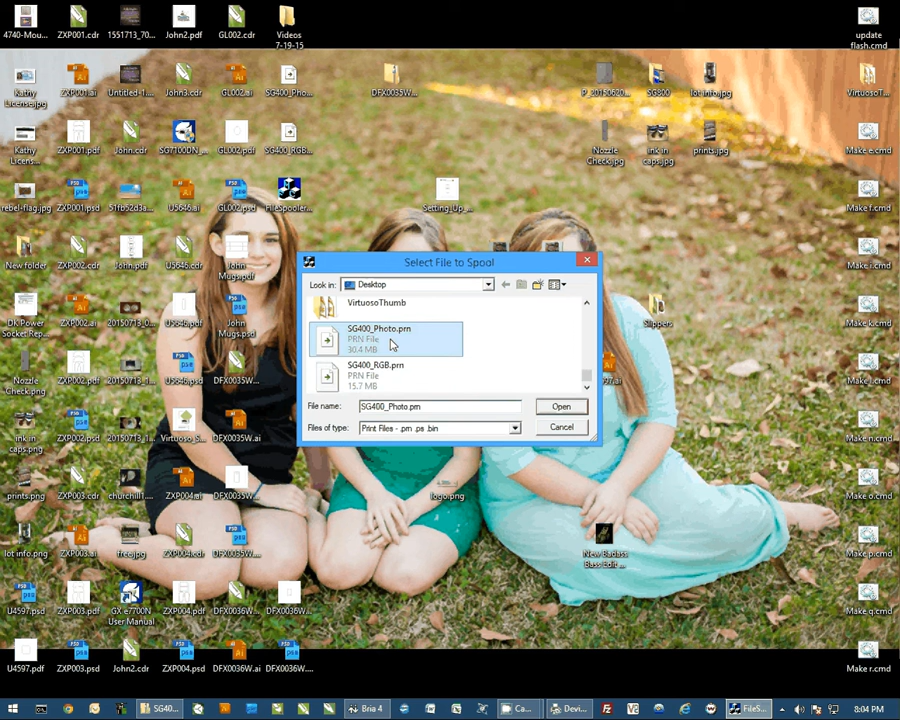 4740-Mou...
ZXP001.cdr
1551713_70...
John2.pdf
GL002.cdr
Videos
7-19-15
update
flash.cmd
Kathy
License.jpg
ZXP001.ai
Untitled-1....
John3.cdr
GL002.ai
SG400_Pho...
DFX0035W...
P_20150620...
SG800
lot info.jpg
VirtuosoT...
Kathy
Licens...
ZXP001.pdf
John.cdr
SG7100DN_...
GL002.pdf
SG400_RGB...
Nozzle
Check.jpg
ink in
caps.jpg
prints.jpg
Make e.cmd
rebel-flag.jpg
ZXP001.psd
51fb52d3a...
U5646.ai
GL002.psd
FileSpooler...
Setting_Up_...
Make f.cmd
New folder
ZXP002.cdr
John.pdf
U5646.cdr
John
Mugs.pdf
Make i.cmd
Select File to Spool
Look in:
Desktop
VirtuosoThumb
SG400_Photo.prn
PRN File
30.4 MB
SG400_RGB.prn
PRN File
15.7 MB
File name:
SG400_Photo.prn
Open
Files of type:
Print Files - .prn .ps .bin
Cancel
DK Power
Socket Rep...
ZXP002.ai
20150713_0...
U5646.pdf
John
Mugs.psd
Slippers
Make k.cmd
Nozzle
Check.png
ZXP002.pdf
20150713_1...
U5646.psd
DFX0035W...
Make l.cmd
ink in
caps.png
ZXP002.psd
20150713_1...
Virtuoso_S...
DFX0035W.ai
Make n.cmd
prints.png
ZXP003.cdr
churchill1....
ZXP004.ai
DFX0035W...
logo.png
Make o.cmd
lot info.png
ZXP003.ai
free.jpg
ZXP004.cdr
DFX0035W...
New Badass
Bass Edit ...
Make p.cmd
U4597.psd
ZXP003.pdf
GX e7700N
User Manual
ZXP004.pdf
DFX0036W...
DFX0036W...
Make q.cmd
U4597.pdf
ZXP003.psd
John2.cdr
ZXP004.psd
DFX0036W.ai
DFX0036W....
Make r.cmd
SG40...
Bria 4
Ca...
Devi...
FileS...
8:04 PM